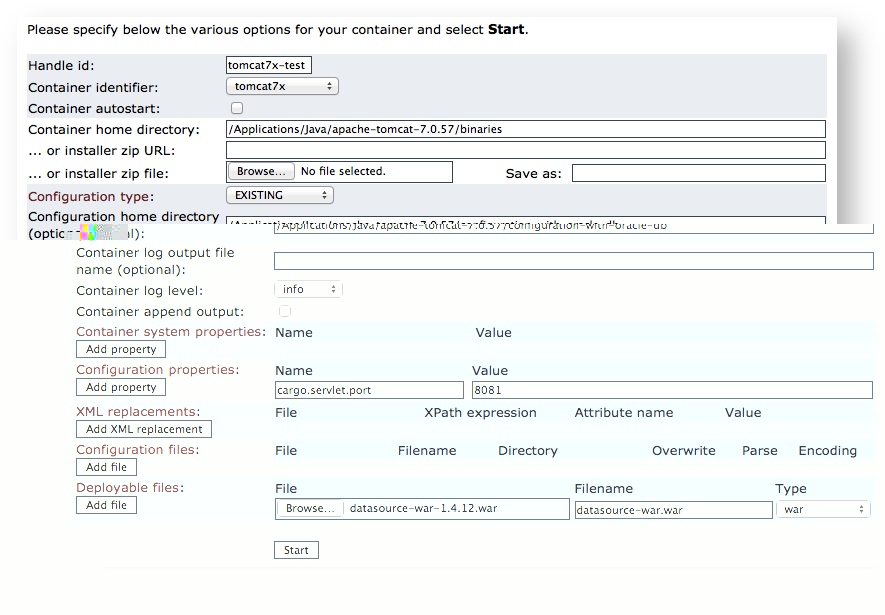 Please specify below the various options for your container and select Start.
Handle id: tomcat7x-test
Container identifier: tomcat7x
Container autostart:
Container home directory: /Applications/Java/apache-tomcat-7.0.57/binaries
... or installer zip URL:
... or installer zip file: Browse... No file selected. Save as:
Configuration type: EXISTING
Configuration home directory
Container log output file
name (optional):
Container log level: info
Container append output:
Container system properties: Name Value
Add property
Configuration properties: Name Value
Add property cargo.servlet.port 8081
XML replacements: File XPath expression Attribute name Value
Add XML replacement
Configuration files: File Filename Directory Overwrite Parse Encoding
Add file
Deployable files: File Filename Type
Add file Browse... datasource-war-1.4.12.war datasource-war.war war
Start